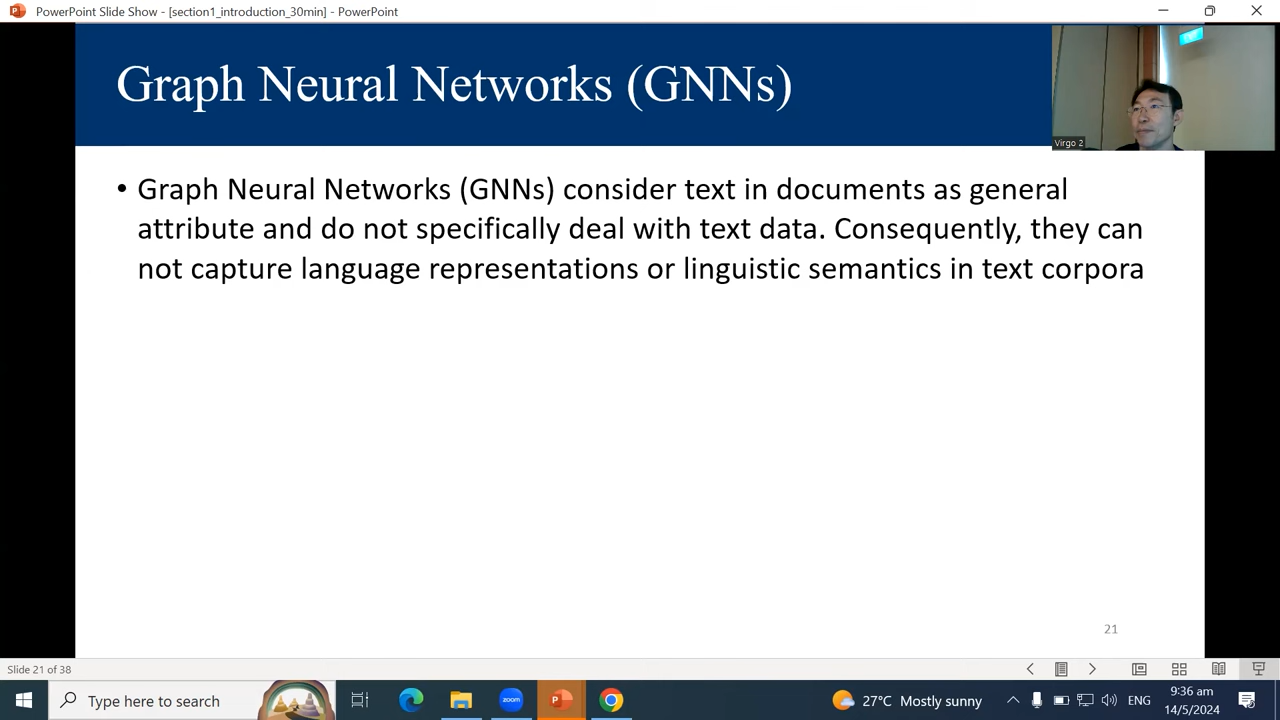 PowerPoint Slide Show - [section1_introduction_30min] - PowerPoint
Graph Neural Networks (GNNs)
Virgo 2
• Graph Neural Networks (GNNs) consider text in documents as general
attribute and do not specifically deal with text data. Consequently, they can
not capture language representations or linguistic semantics in text corpora
21
Slide 21 of 38
Type here to search
zoom
27°C Mostly sunny
ENG
9:36 am
14/5/2024